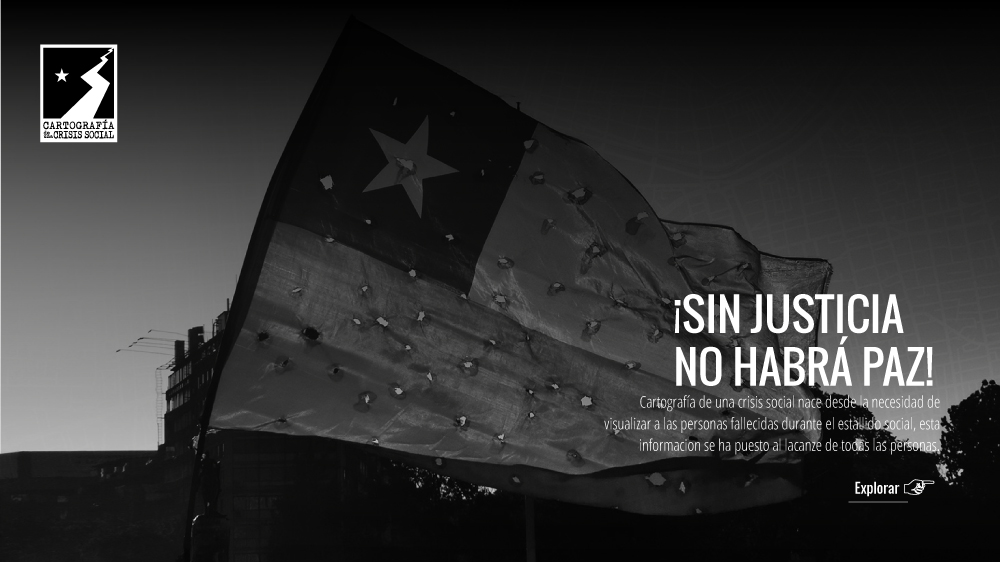 CARTOGRAFÍA
de una CRISIS SOCIAL
¡SIN JUSTICIA
NO HABRÁ PAZ!
Cartografía de una crisis social nace desde la necesidad de
visualizar a las personas fallecidas durante el estallido social, esta
informacion se ha puesto al lacanze de todas las personas.
Explorar